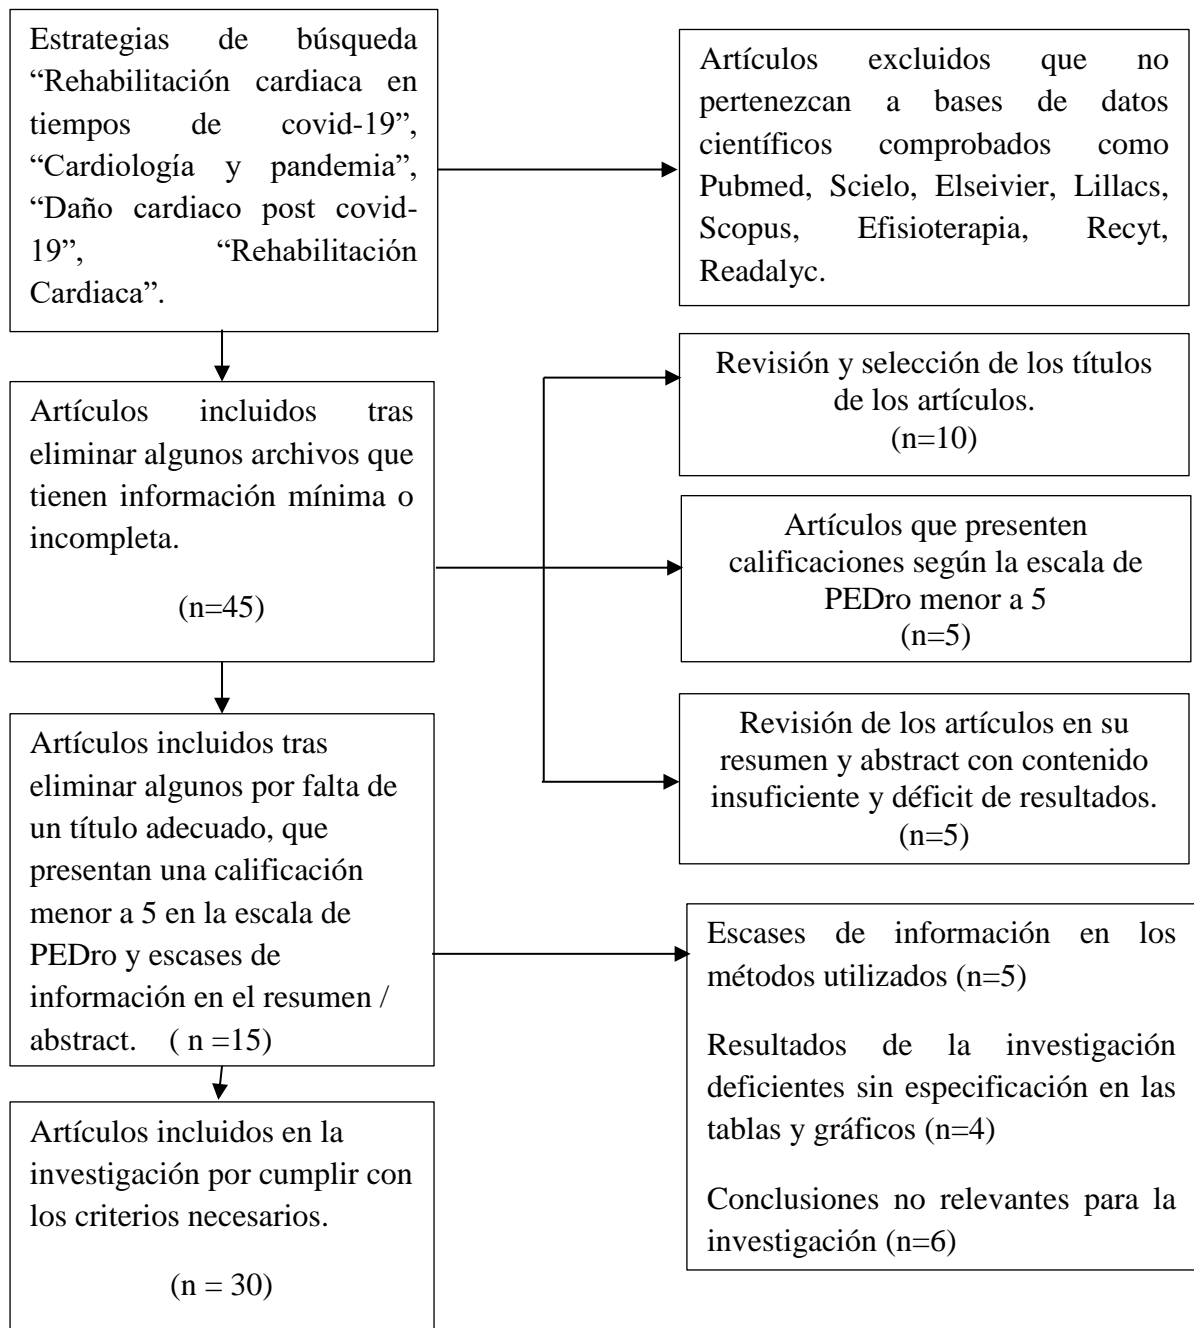 Estrategias de búsqueda
“Rehabilitación cardiaca en
tiempos de covid-19”,
“Cardiología y pandemia”,
“Daño cardiaco post covid-
19”, “Rehabilitación
Cardiaca”.
Artículos excluidos que no
pertenezcan a bases de datos
científicos comprobados como
Pubmed, Scielo, Elseivier, Lillacs,
Scopus, Efisioterapia, Recyt,
Readalyc.
Artículos incluidos tras
eliminar algunos archivos que
tienen información mínima o
incompleta.
(n=45)
Revisión y selección de los títulos
de los artículos.
(n=10)
Artículos que presenten
calificaciones según la escala de
PEDro menor a 5
(n=5)
Revisión de los artículos en su
resumen y abstract con contenido
insuficiente y déficit de resultados.
(n=5)
Artículos incluidos tras
eliminar algunos por falta de
un título adecuado, que
presentan una calificación
menor a 5 en la escala de
PEDro y escases de
información en el resumen /
abstract. ( n =15)
Escases de información en los
métodos utilizados (n=5)
Resultados de la investigación
deficientes sin especificación en las
tablas y gráficos (n=4)
Conclusiones no relevantes para la
investigación (n=6)
Artículos incluidos en la
investigación por cumplir con
los criterios necesarios.
(n = 30)